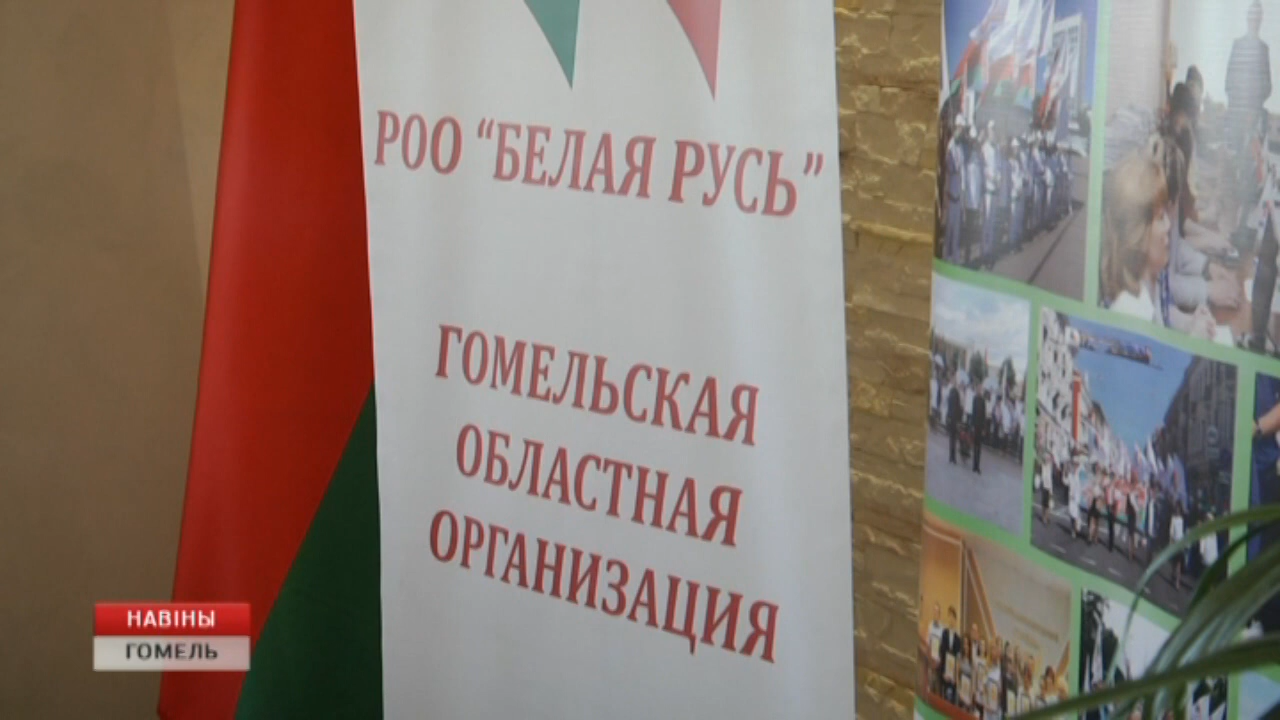 РОО “БЕЛАЯ РУСЬ”
ГОМЕЛЬСКАЯ
ОБЛАСТНАЯ
ОРГАНИЗАЦИЯ
НАВІНЫ
ГОМЕЛЬ